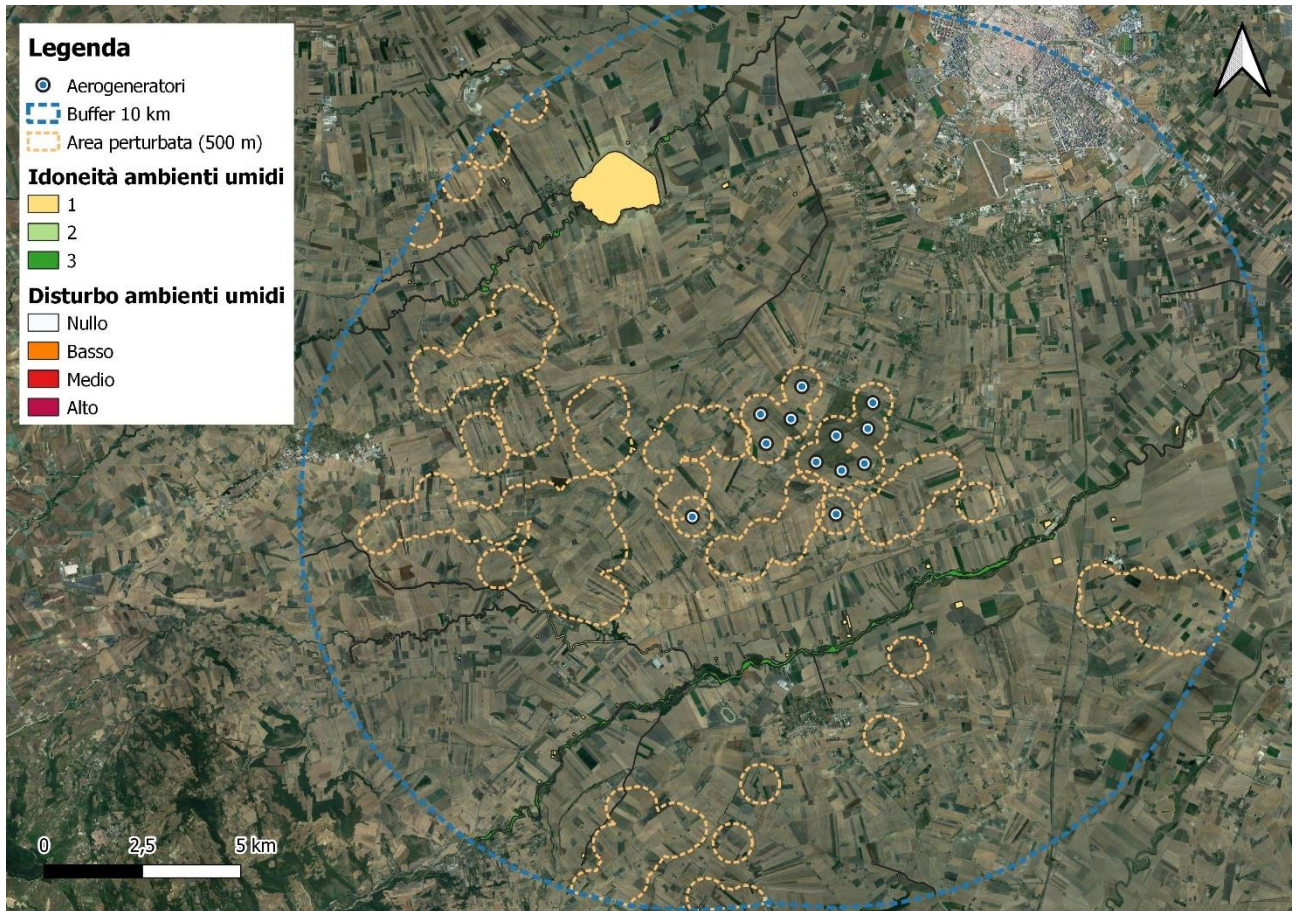 Legenda
Aerogeneratori
Buffer 10 km
Area perturbata (500 m)
Idoneità ambienti umidi
1
2
3
Disturbo ambienti umidi
Nullo
Basso
Medio
Alto
0 2,5 5 km